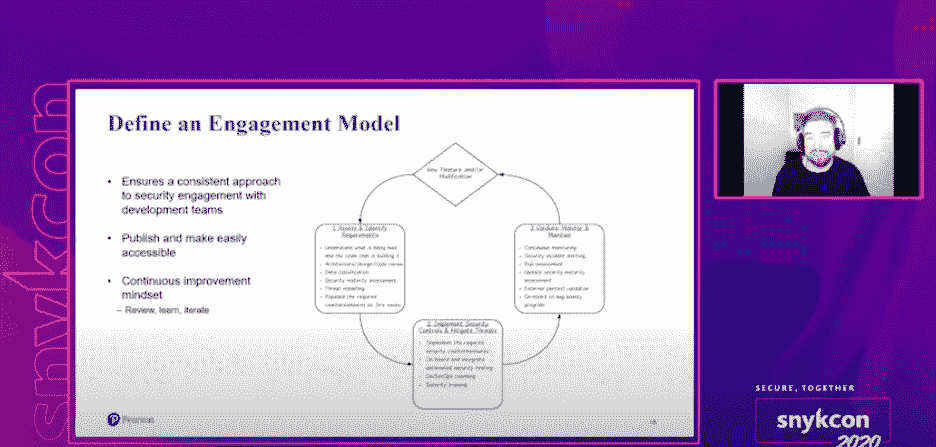 Define an Engagement Model
• Ensures a consistent approach
to security engagement with
development teams
• Publish and make easily
accessible
• Continuous improvement
mindset
– Review, learn, iterate
New Feature and/or
Modification
1. Assess & Identify
Requirements
• Understand what is being built
and the team that is building it
• Architecture/design/code review
• Data classification
• Security maturity assessment
• Threat modeling
• Populate the required
countermeasures as Jira issues
2. Implement Security
Controls & Mitigate Threats
• Implement the required
security countermeasures
• On-board and integrate
automated security testing
• DevSecOps coaching
• Security training
3. Validate, Monitor &
Maintain
• Continuous monitoring
• Security incident alerting
• Risk assessment
• Update security maturity
assessment
• External pentest validation
• On-board to bug bounty
program
Pearson
snykcon
SECURE, TOGETHER
snykcon
2020